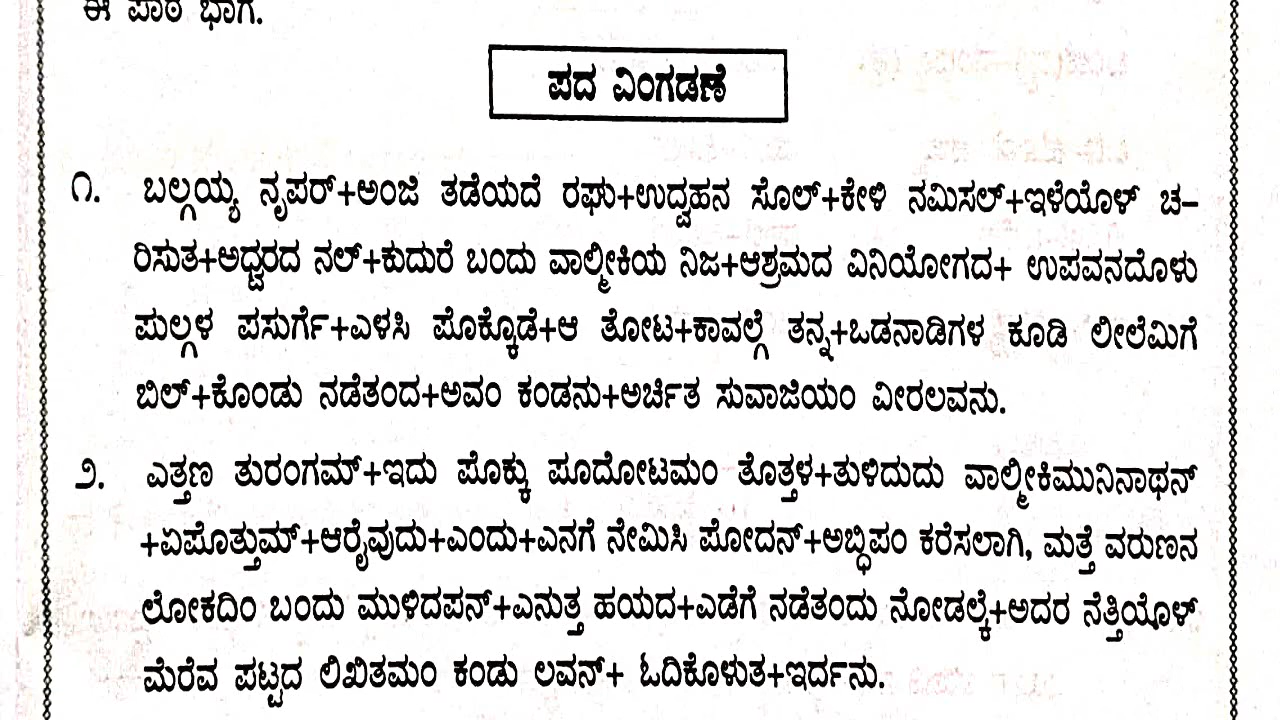 ಈ ಪಾಠ ಭಾಗ.
ಪದ ವಿಂಗಡಣೆ
೧. ಬಲ್ಗಯ್ಯ ನೃಪರ್+ಅಂಜಿ ತಡೆಯದೆ ರಘು+ಉದ್ವಹನ ಸೊಲ್+ಕೇಳಿ ನಮಿಸಲ್+ಇಳೆಯೊಳ್ ಚ-
ರಿಸುತ+ಅಧ್ವರದ ನಲ್+ಕುದುರೆ ಬಂದು ವಾಲ್ಮೀಕಿಯ ನಿಜ+ಆಶ್ರಮದ ವಿನಿಯೋಗದ+ ಉಪವನದೊಳು
ಪುಲ್ಗಳ ಪಸುರ್ಗೆ+ಎಳಸಿ ಪೊಕ್ಕೊಡೆ+ಆ ತೋಟ+ಕಾವಲ್ಗೆ ತನ್ನ+ಒಡನಾಡಿಗಳ ಕೂಡಿ ಲೀಲೆಮಿಗೆ
ಬಿಲ್+ಕೊಂಡು ನಡೆತಂದ+ಅವಂ ಕಂಡನು+ಅರ್ಚಿತ ಸುವಾಜಿಯಂ ವೀರಲವನು.
೨. ಎತ್ತಣ ತುರಂಗಮ್+ಇದು ಪೊಕ್ಕು ಪೂದೋಟಮಂ ತೊತ್ತಳ+ತುಳಿದುದು ವಾಲ್ಮೀಕಿಮುನಿನಾಥನ್
+ಏಪೊತ್ತುಮ್+ಆರೈವುದು+ಎಂದು+ಎನಗೆ ನೇಮಿಸಿ ಪೋದನ್+ಅಬ್ಧಿಪಂ ಕರೆಸಲಾಗಿ, ಮತ್ತೆ ವರುಣನ
ಲೋಕದಿಂ ಬಂದು ಮುಳಿದಪನ್+ಎನುತ್ತ ಹಯದ+ಎಡೆಗೆ ನಡೆತಂದು ನೋಡಲ್ಕೆ+ಅದರ ನೆತ್ತಿಯೊಳ್
ಮೆರೆವ ಪಟ್ಟದ ಲಿಖಿತಮಂ ಕಂಡು ಲವನ್+ ಓದಿಕೊಳುತ+ಇರ್ದನು.